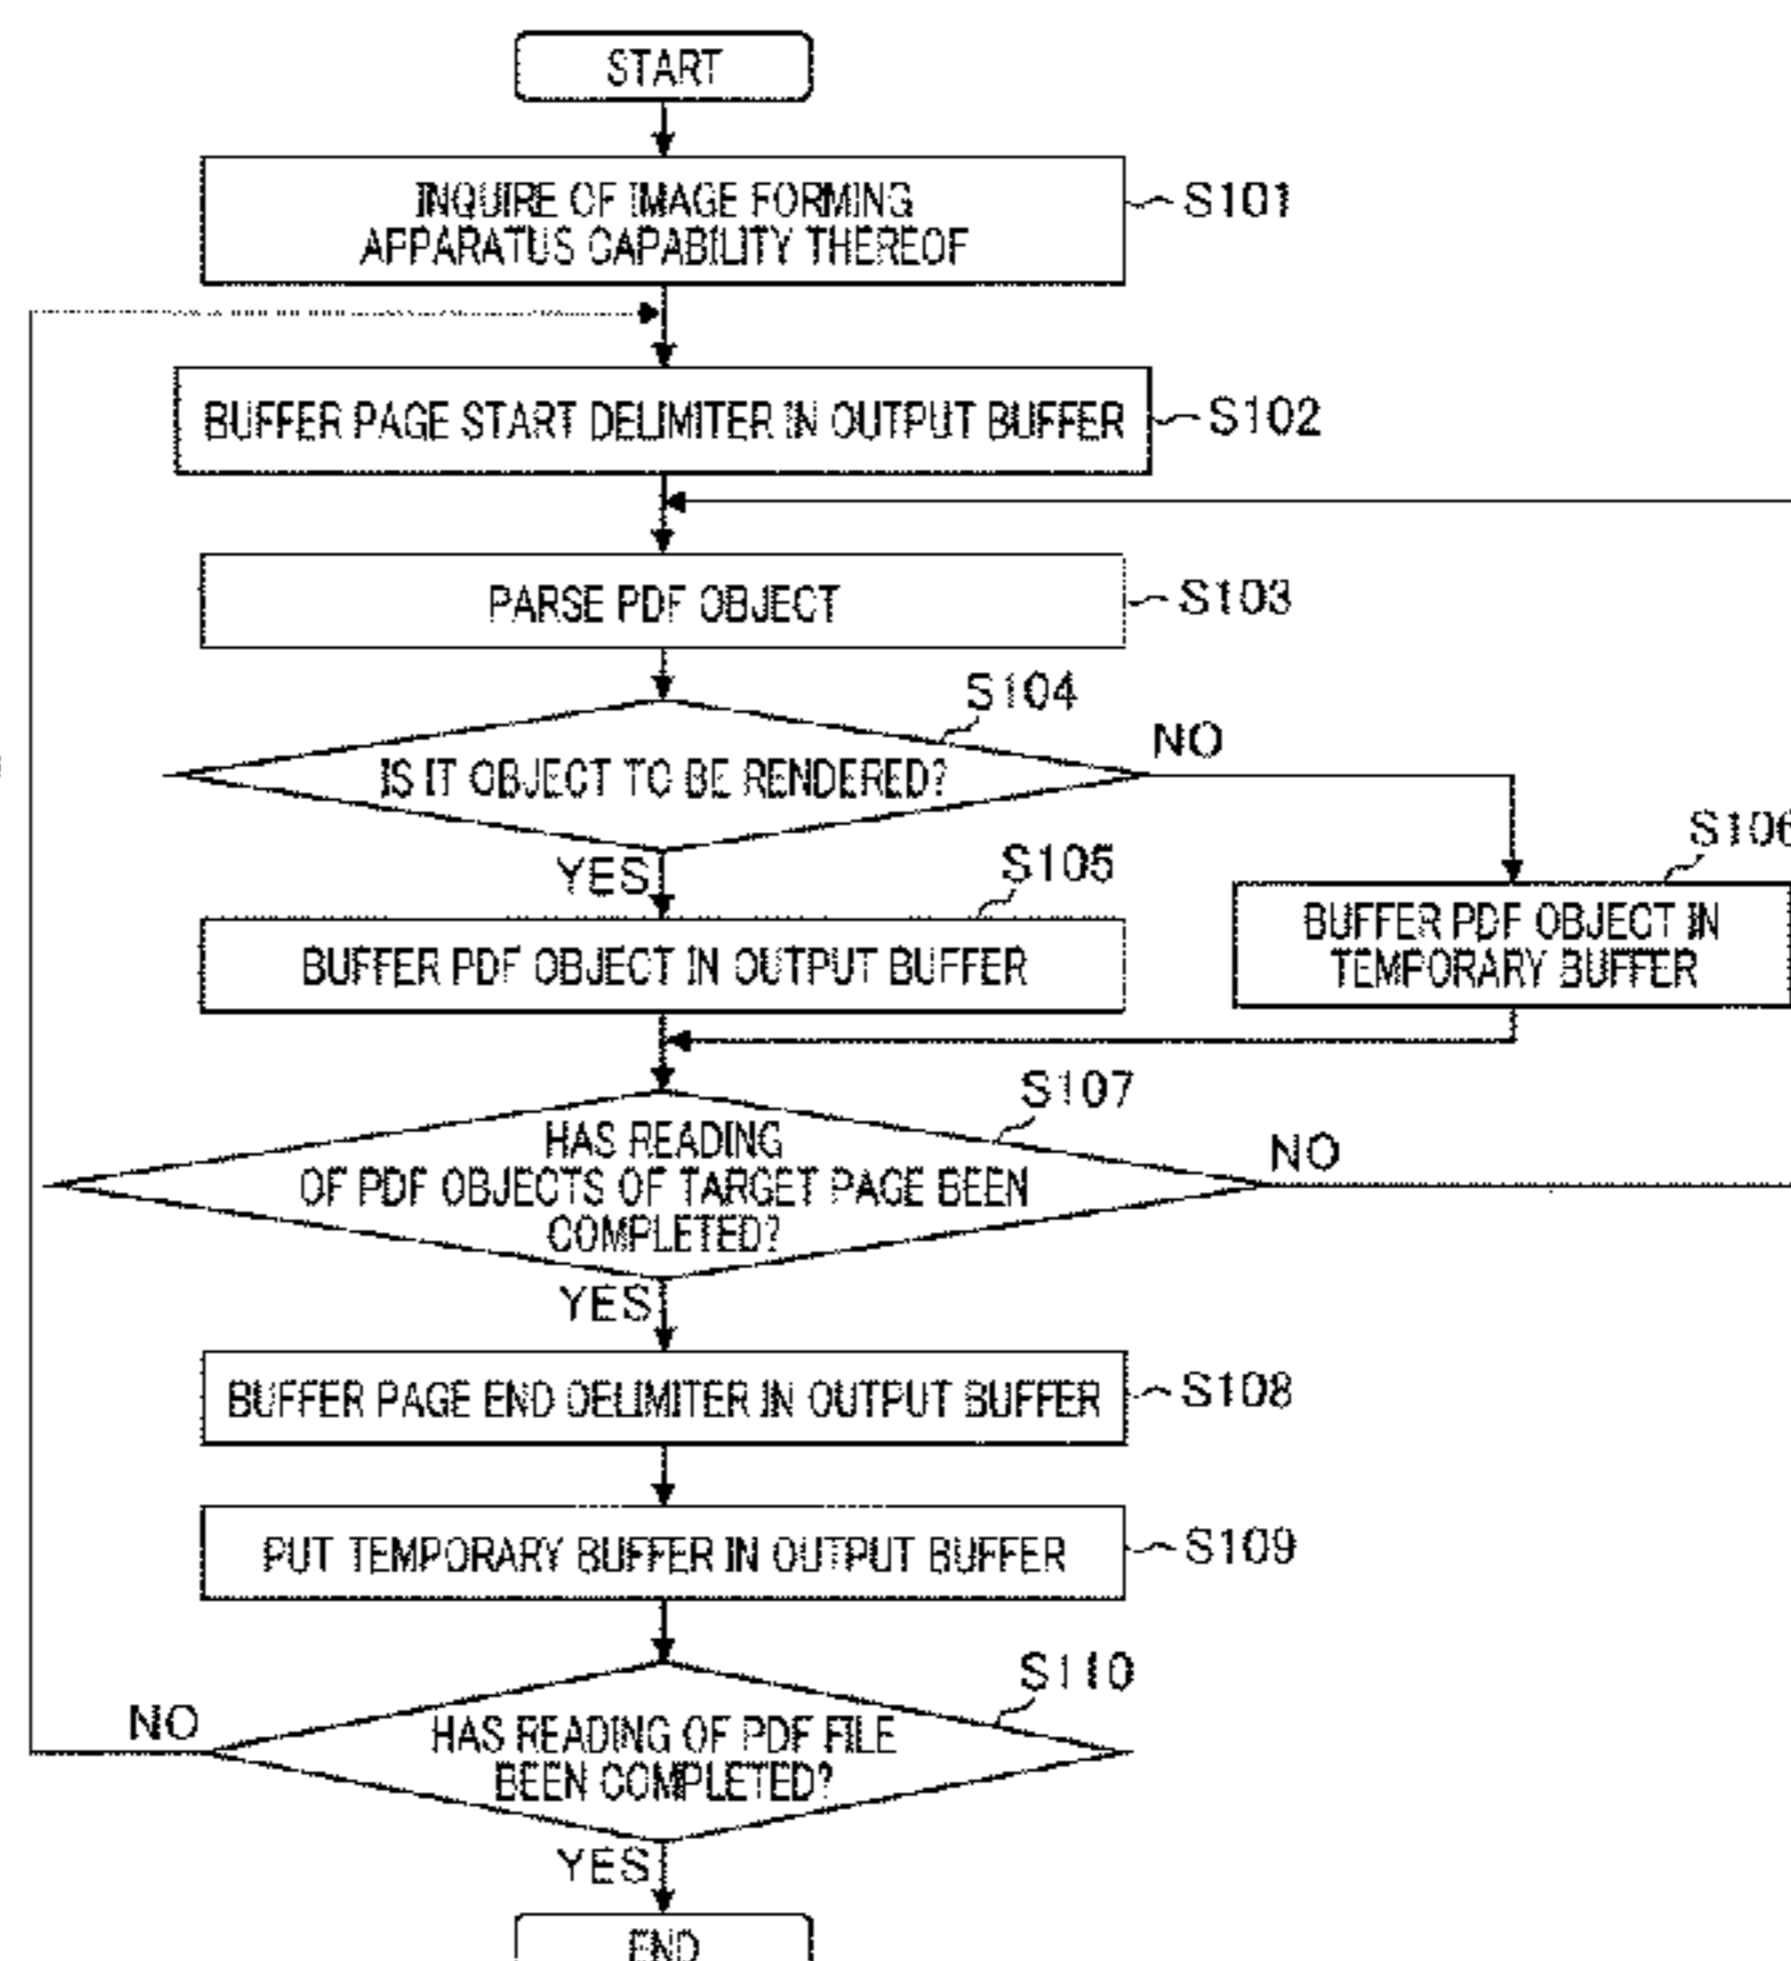 START
INQUIRE OF IMAGE FORMING
APPARATUS CAPABILITY THEREOF
S101
BUFFER PAGE START DELIMITER IN OUTPUT BUFFER
S102
PARSE PDF OBJECT
S103
S104
IS IT OBJECT TO BE RENDERED?
NO
YES
S105
S106
BUFFER PDF OBJECT IN OUTPUT BUFFER
BUFFER PDF OBJECT IN
TEMPORARY BUFFER
S107
HAS READING
OF PDF OBJECTS OF TARGET PAGE BEEN
COMPLETED?
NO
YES
BUFFER PAGE END DELIMITER IN OUTPUT BUFFER
S108
PUT TEMPORARY BUFFER IN OUTPUT BUFFER
S109
S110
HAS READING OF PDF FILE
BEEN COMPLETED?
NO
YES
END